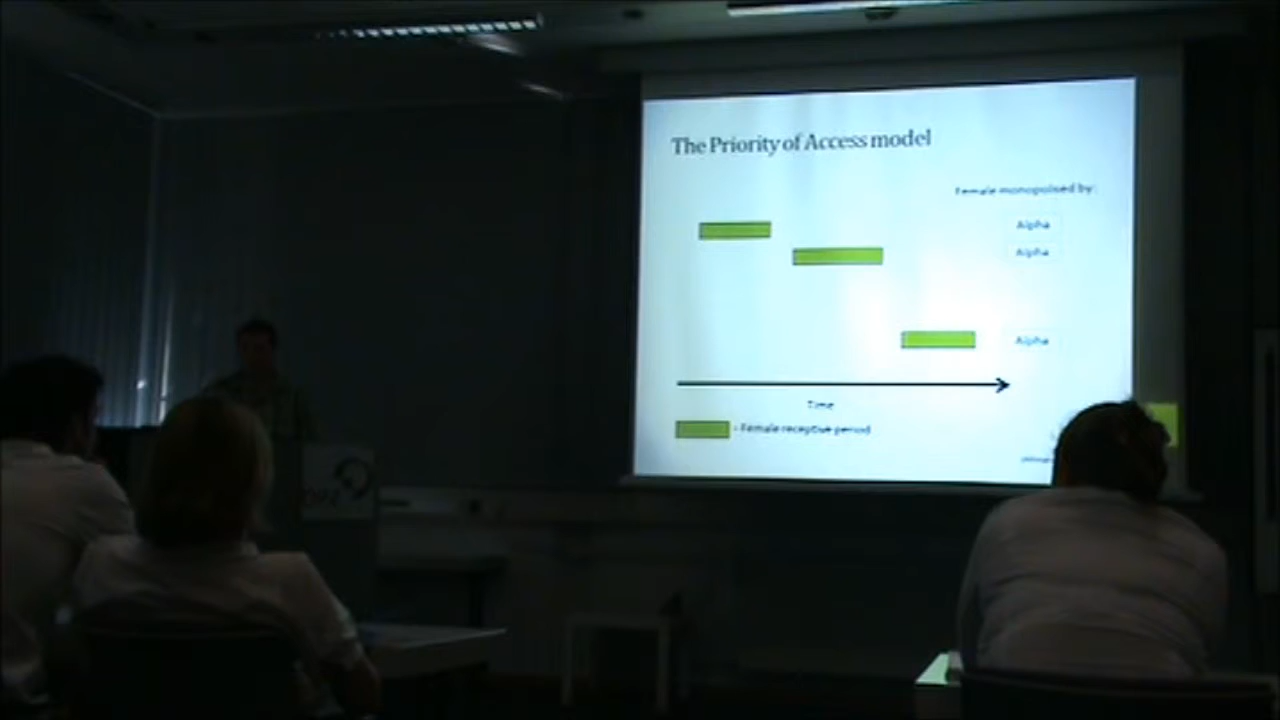 The Priority of Access model
Female monopolised by:
Alpha
Alpha
Alpha
Time
- Female receptive period